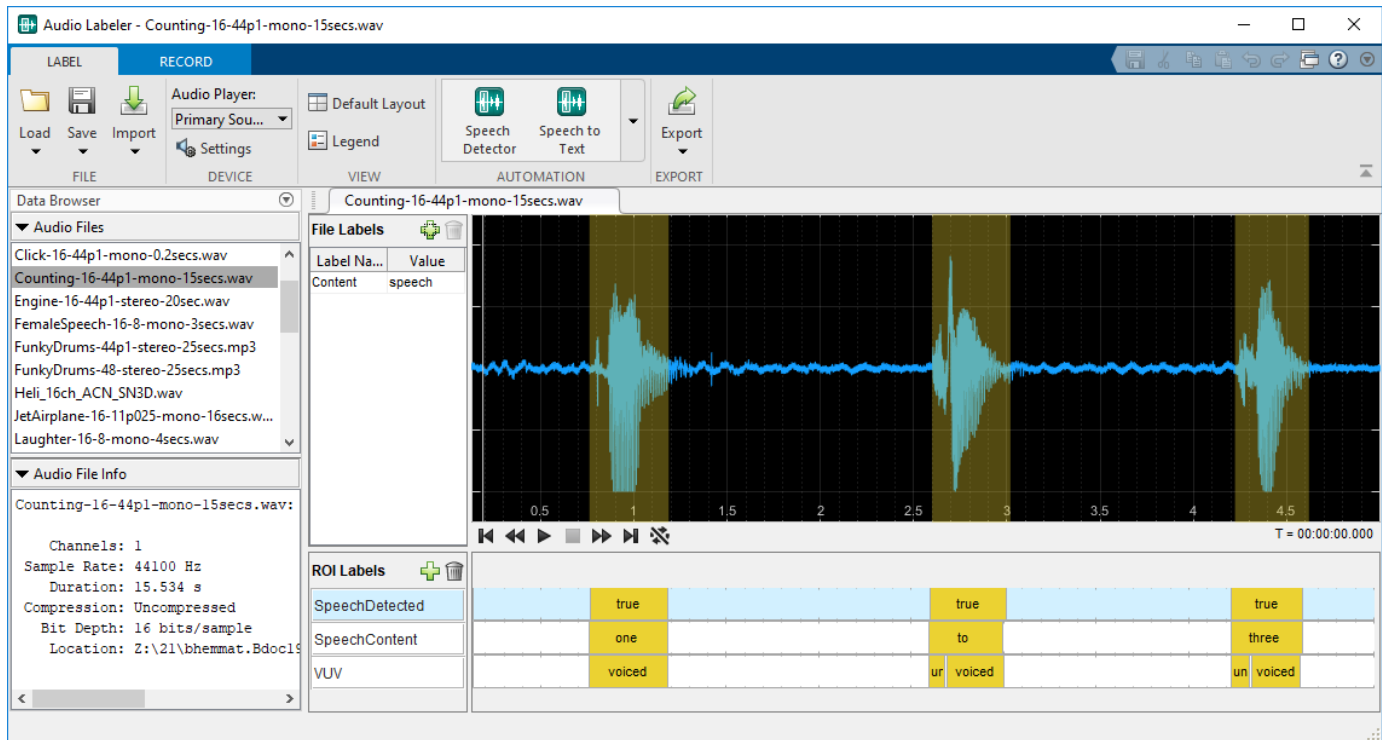 Audio Labeler - Counting-16-44p1-mono-15secs.wav
LABEL RECORD
Load Save Import
FILE
Audio Player:
Primary Sou...
Settings
DEVICE
Default Layout
Legend
VIEW
Speech Detector
Speech to Text
AUTOMATION
Export
EXPORT
Data Browser
Audio Files
Click-16-44p1-mono-0.2secs.wav
Counting-16-44p1-mono-15secs.wav
Engine-16-44p1-stereo-20sec.wav
FemaleSpeech-16-8-mono-3secs.wav
FunkyDrums-44p1-stereo-25secs.mp3
FunkyDrums-48-stereo-25secs.mp3
Heli_16ch_ACN_SN3D.wav
JetAirplane-16-11p025-mono-16secs.w...
Laughter-16-8-mono-4secs.wav
Audio File Info
Counting-16-44p1-mono-15secs.wav:
Channels: 1
Sample Rate: 44100 Hz
Duration: 15.534 s
Compression: Uncompressed
Bit Depth: 16 bits/sample
Location: Z:\21\bhemmat.Bdoc19
Counting-16-44p1-mono-15secs.wav
File Labels
Label Na... Value
Content speech
0.5 1 1.5 2 2.5 3 3.5 4 4.5
T = 00:00:00.000
ROI Labels
SpeechDetected true true true
SpeechContent one to three
VUV voiced ur voiced un voiced